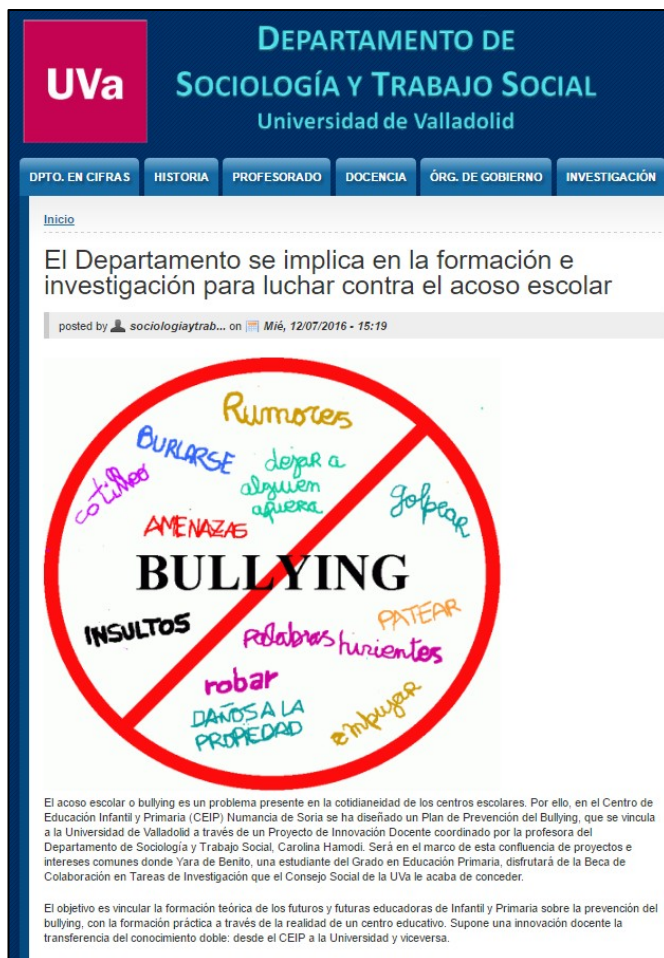 UVa
DEPARTAMENTO DE
SOCIOLOGÍA Y TRABAJO SOCIAL
Universidad de Valladolid
DPTO. EN CIFRAS HISTORIA PROFESORADO DOCENCIA ÓRG. DE GOBIERNO INVESTIGACIÓN
Inicio
El Departamento se implica en la formación e
investigación para luchar contra el acoso escolar
posted by sociologiaytrab... on Mié, 12/07/2016 - 15:19
Rumores
BURLARSE
cotilleo
dejar a
alguien
afuera
golpear
AMENAZAS
BULLYING
INSULTOS
PATEAR
palabras hirientes
robar
DAÑOS A LA
PROPIEDAD
empujar
El acoso escolar o bullying es un problema presente en la cotidianeidad de los centros escolares. Por ello, en el Centro de
Educación Infantil y Primaria (CEIP) Numancia de Soria se ha diseñado un Plan de Prevención del Bullying, que se vincula
a la Universidad de Valladolid a través de un Proyecto de Innovación Docente coordinado por la profesora del
Departamento de Sociología y Trabajo Social, Carolina Hamodi. Será en el marco de esta confluencia de proyectos e
intereses comunes donde Yara de Benito, una estudiante del Grado en Educación Primaria, disfrutará de la Beca de
Colaboración en Tareas de Investigación que el Consejo Social de la UVa le acaba de conceder.
El objetivo es vincular la formación teórica de los futuros y futuras educadoras de Infantil y Primaria sobre la prevención del
bullying, con la formación práctica a través de la realidad de un centro educativo. Supone una innovación docente la
transferencia del conocimiento doble: desde el CEIP a la Universidad y viceversa.